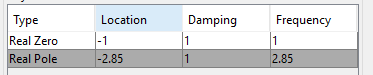 Type Location Damping Frequency
Real Zero -1 1 1
Real Pole -2.85 1 2.85